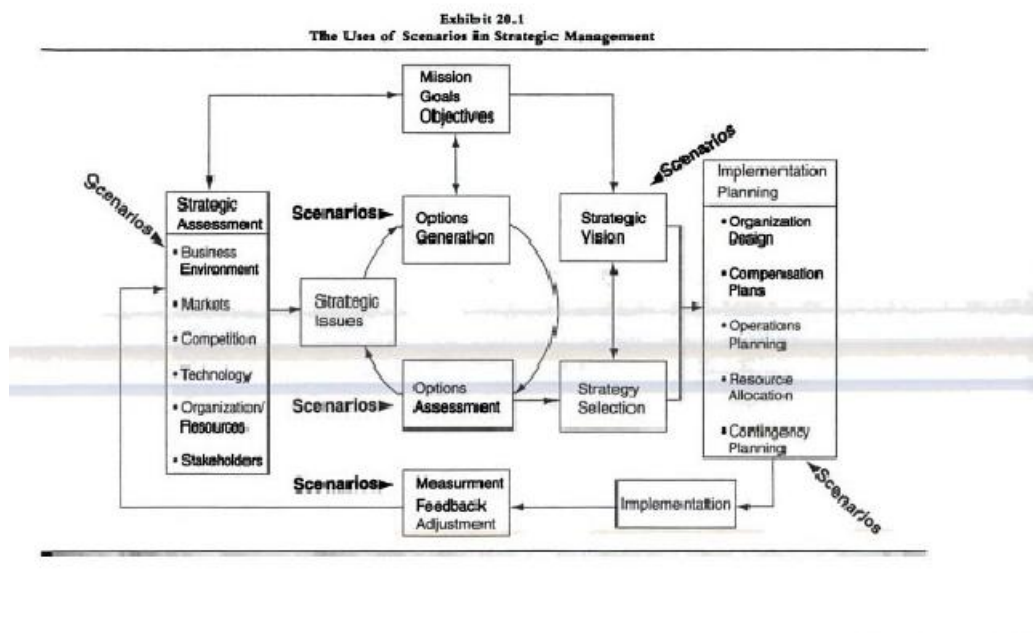 Exhibit 20.1
The Uses of Scenarios in Strategic Management
Mission
Goals
Objectives
Scenarios
Scenarios
Implementation
Planning
Strategic
Assessment
• Business
Environment
• Markets
• Competition
• Technology
• Organization/
Resources
• Stakeholders
Scenarios
Options
Generation
Strategic
Vision
• Organization
Design
• Compensation
Plans
• Operations
Planning
• Resource
Allocation
• Contingency
Planning
Strategic
Issues
Scenarios
Options
Assessment
Strategy
Selection
Scenarios
Measurment
Feedback
Adjustment
Implementation
Scenarios